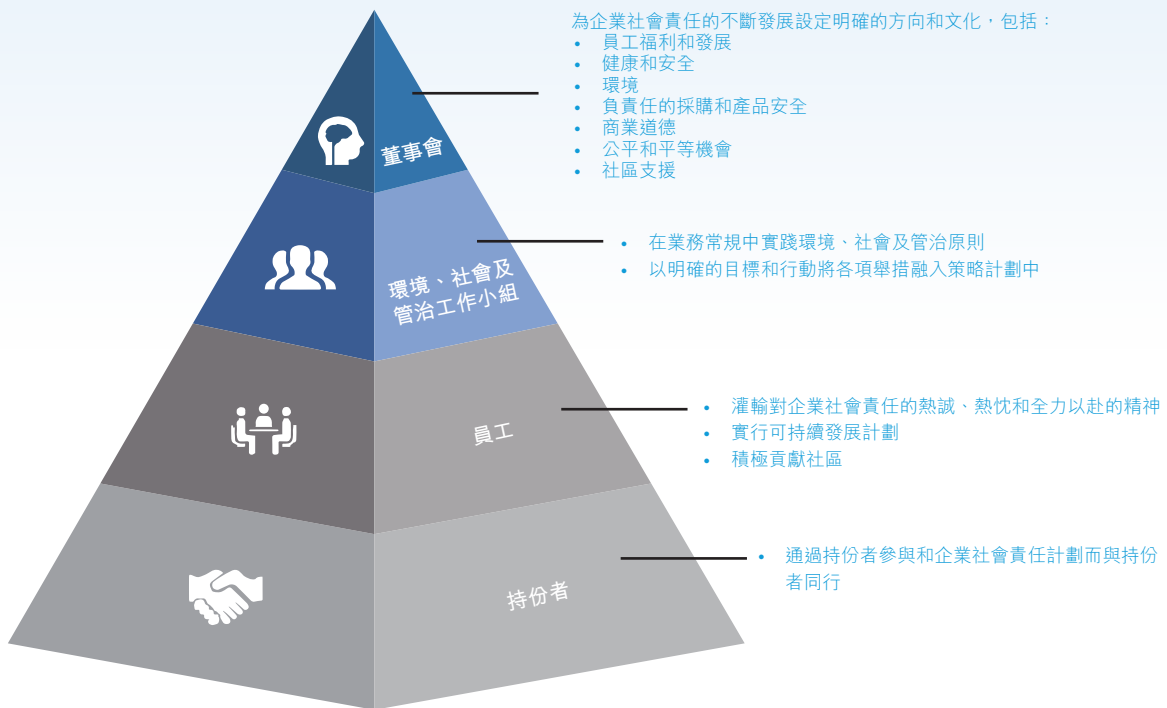 為企業社會責任的不斷發展設定明確的方向和文化，包括：
• 員工福利和發展
• 健康和安全
• 環境
• 負責任的採購和產品安全
• 商業道德
• 公平和平等機會
• 社區支援
董事會
• 在業務常規中實踐環境、社會及管治原則
• 以明確的目標和行動將各項舉措融入策略計劃中
環境、社會及
管治工作小組
• 灌輸對企業社會責任的熱誠、熱忱和全力以赴的精神
• 實行可持續發展計劃
• 積極貢獻社區
員工
• 通過持份者參與和企業社會責任計劃而與持份
者同行
持份者